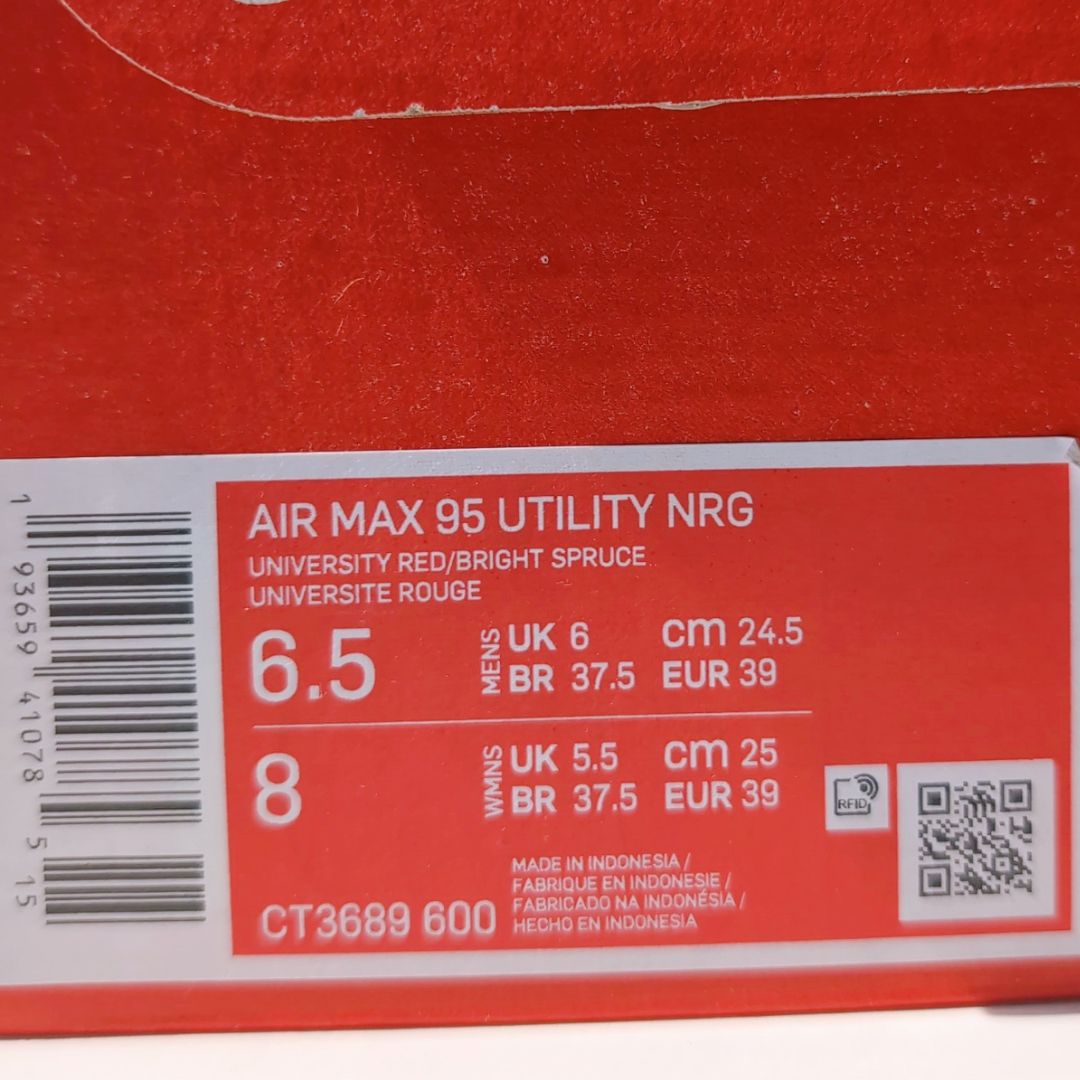 AIR MAX 95 UTILITY NRG
UNIVERSITY RED/BRIGHT SPRUCE
UNIVERSITE ROUGE
6.5 MENS UK 6 cm 24.5
BR 37.5 EUR 39
8 WMNS UK 5.5 cm 25
BR 37.5 EUR 39
RFID
MADE IN INDONESIA /
FABRIQUE EN INDONESIE /
FABRICADO NA INDONÉSIA /
HECHO EN INDONESIA
CT3689 600
1 93659 41078 5 15